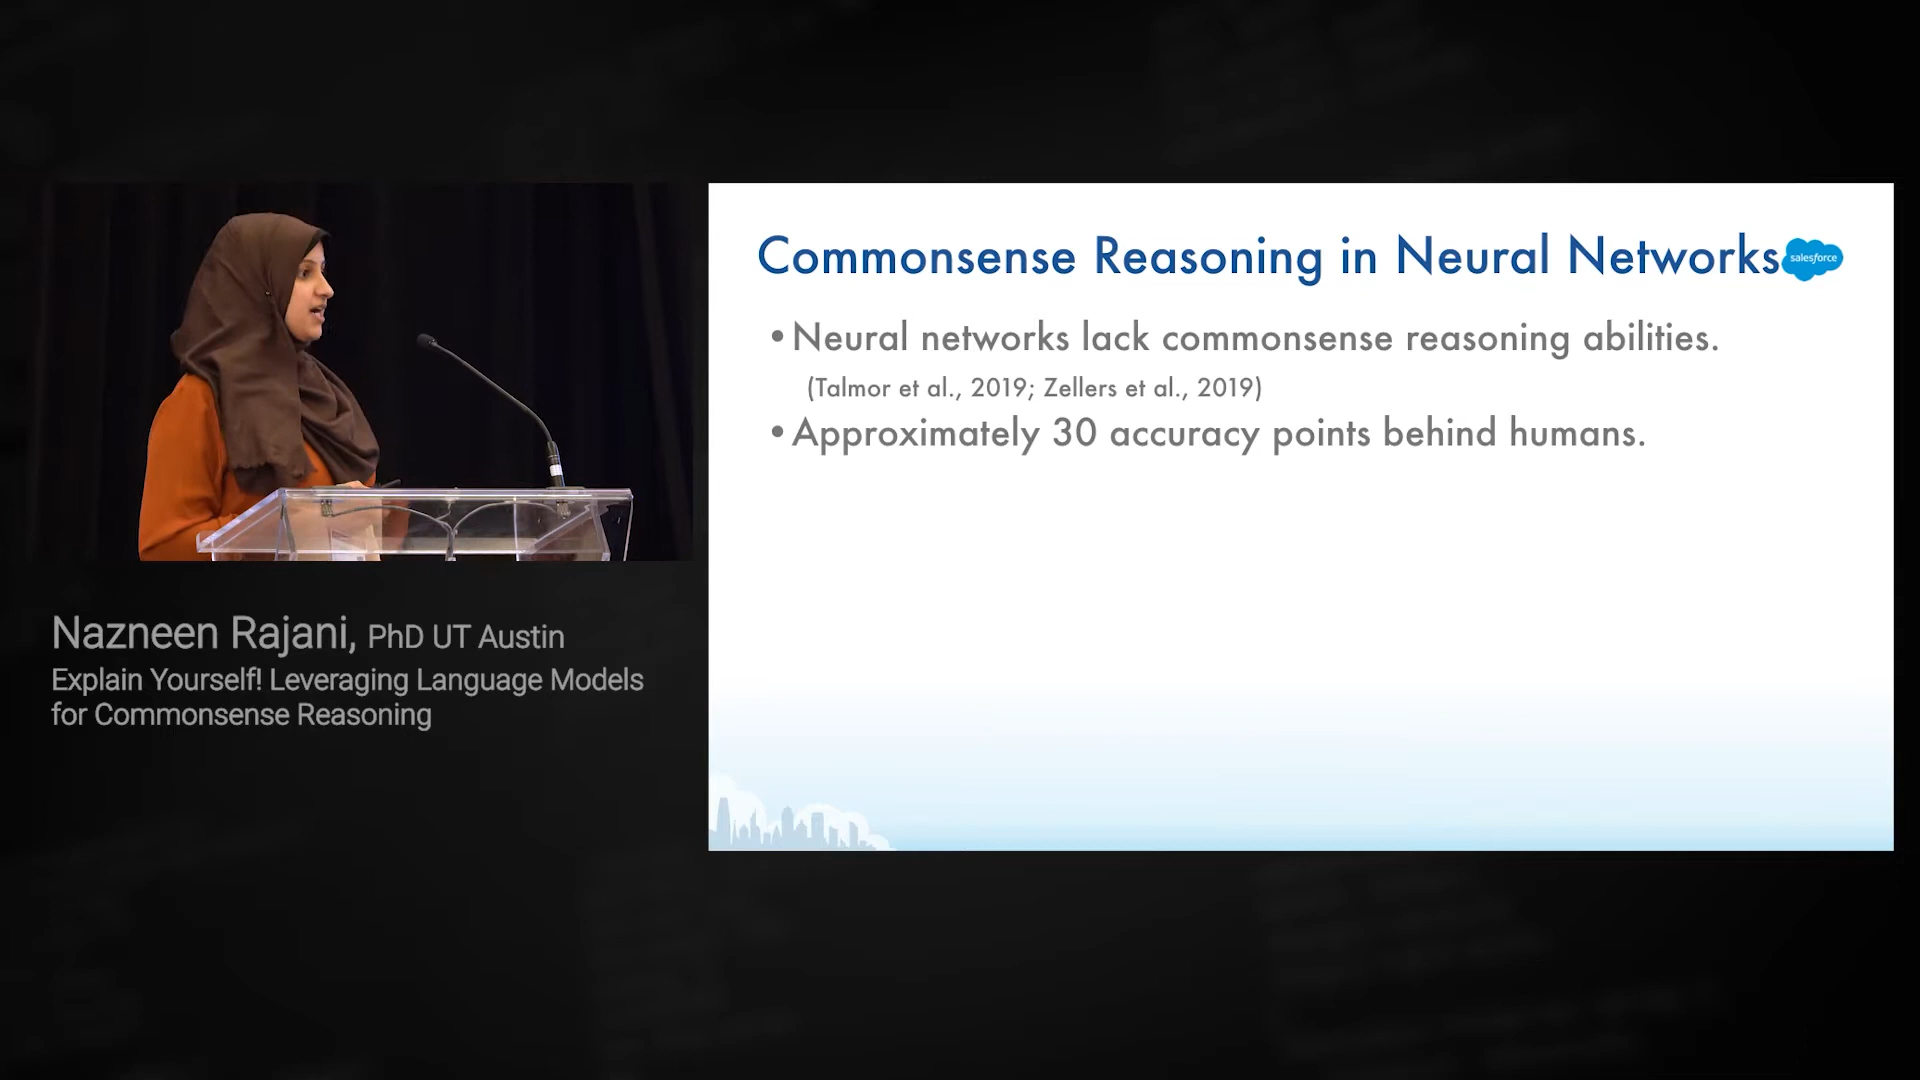 Commonsense Reasoning in Neural Networks
salesforce
•Neural networks lack commonsense reasoning abilities.
(Talmor et al., 2019; Zellers et al., 2019)
•Approximately 30 accuracy points behind humans.
Nazneen Rajani, PhD UT Austin
Explain Yourself! Leveraging Language Models
for Commonsense Reasoning